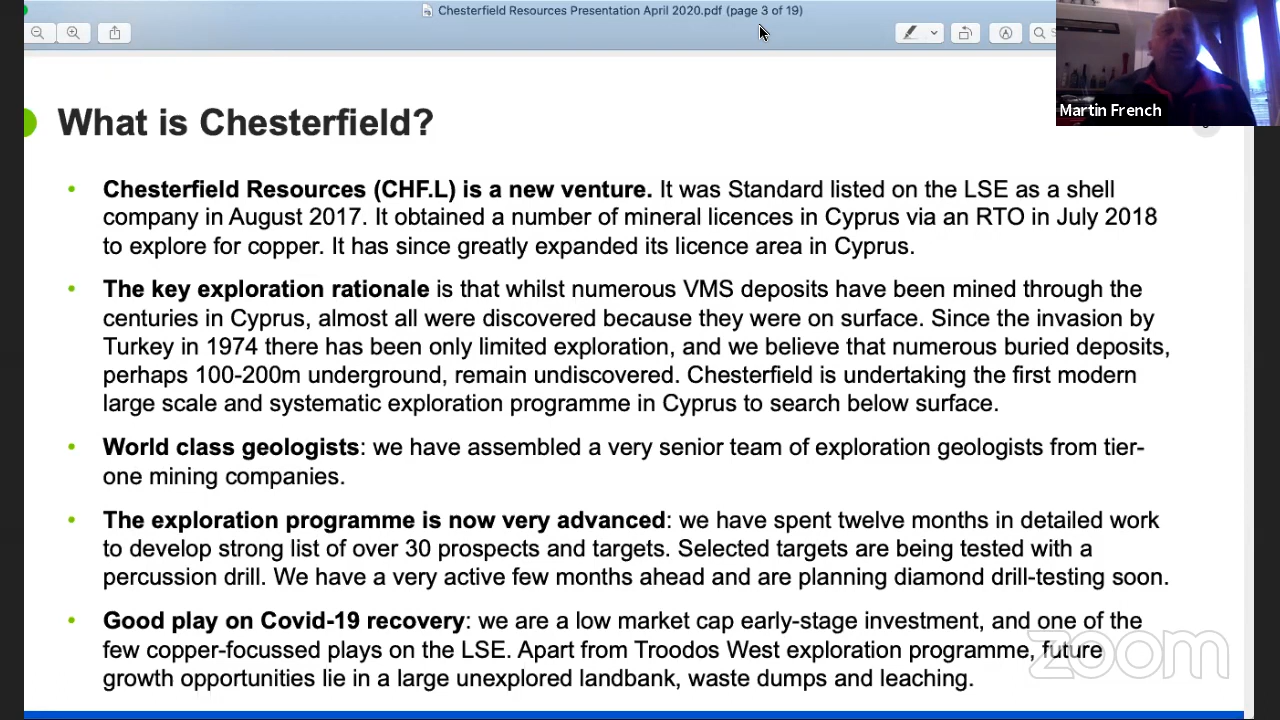 Chesterfield Resources Presentation April 2020.pdf (page 3 of 19)
Martin French
What is Chesterfield?
• Chesterfield Resources (CHF.L) is a new venture. It was Standard listed on the LSE as a shell
company in August 2017. It obtained a number of mineral licences in Cyprus via an RTO in July 2018
to explore for copper. It has since greatly expanded its licence area in Cyprus.
• The key exploration rationale is that whilst numerous VMS deposits have been mined through the
centuries in Cyprus, almost all were discovered because they were on surface. Since the invasion by
Turkey in 1974 there has been only limited exploration, and we believe that numerous buried deposits,
perhaps 100-200m underground, remain undiscovered. Chesterfield is undertaking the first modern
large scale and systematic exploration programme in Cyprus to search below surface.
• World class geologists: we have assembled a very senior team of exploration geologists from tier-
one mining companies.
• The exploration programme is now very advanced: we have spent twelve months in detailed work
to develop strong list of over 30 prospects and targets. Selected targets are being tested with a
percussion drill. We have a very active few months ahead and are planning diamond drill-testing soon.
• Good play on Covid-19 recovery: we are a low market cap early-stage investment, and one of the
few copper-focussed plays on the LSE. Apart from Troodos West exploration programme, future
growth opportunities lie in a large unexplored landbank, waste dumps and leaching.
zoom